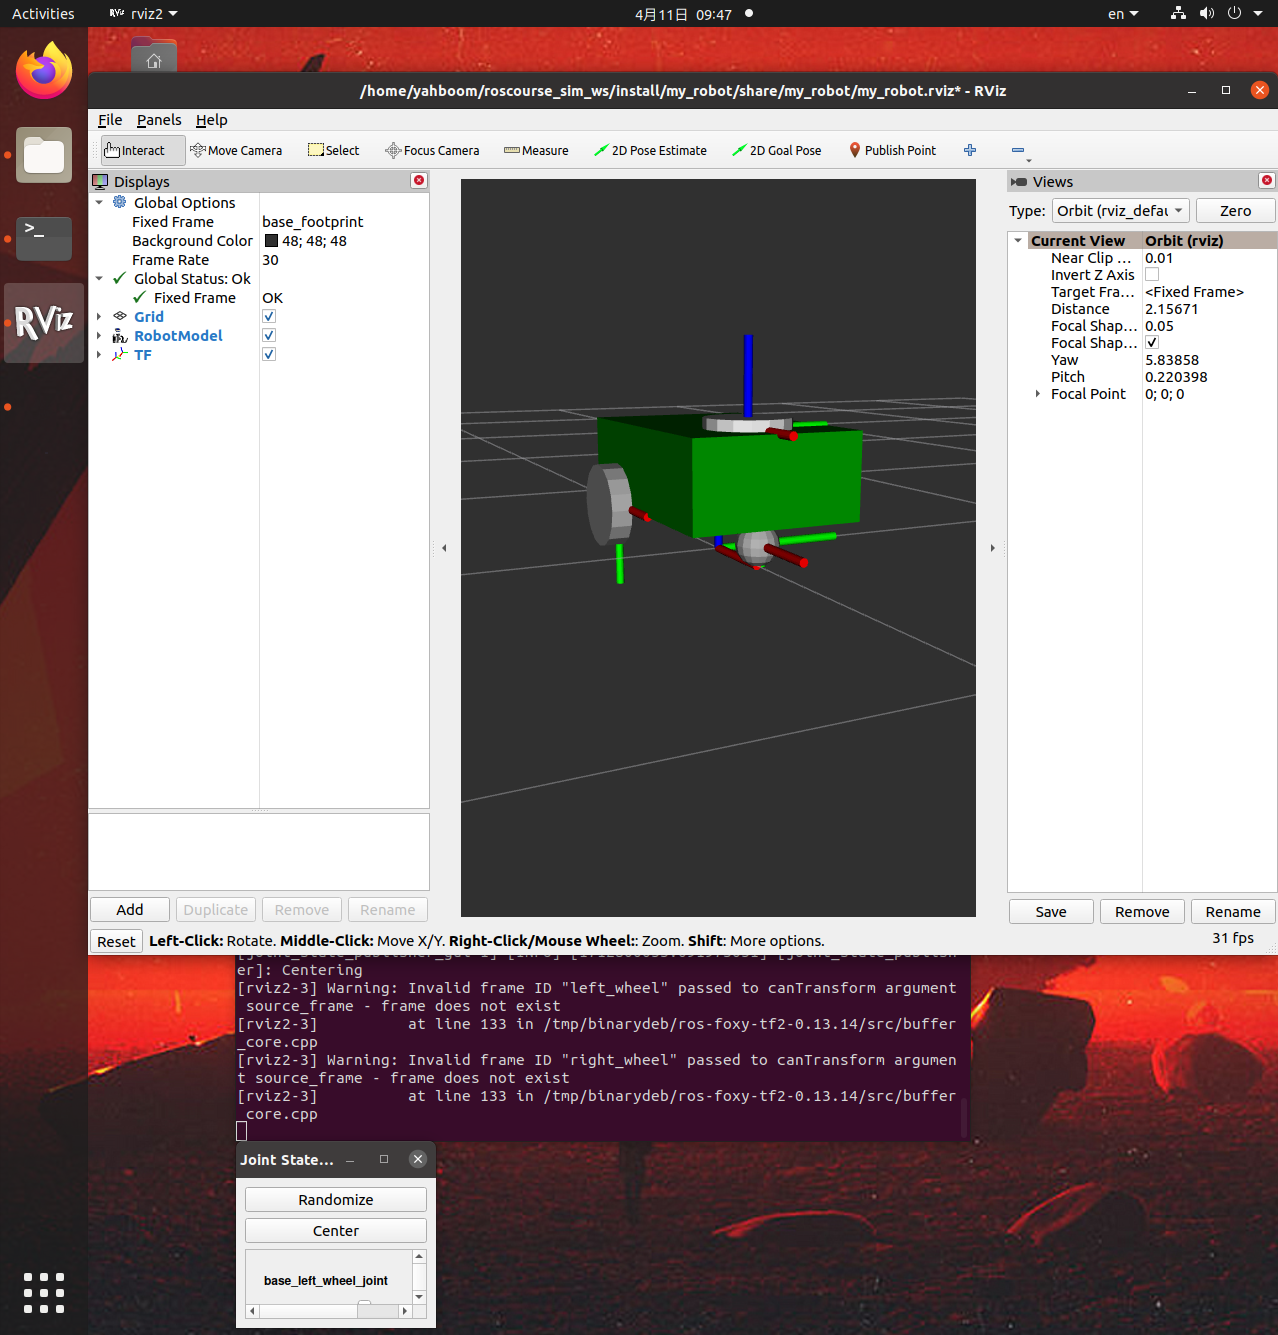 Activities
RViz rviz2
4月11日 09:47
en
/home/yahboom/roscourse_sim_ws/install/my_robot/share/my_robot/my_robot.rviz* - RViz
File Panels Help
Interact Move Camera Select Focus Camera Measure 2D Pose Estimate 2D Goal Pose Publish Point
Displays
Global Options
Fixed Frame base_footprint
Background Color 48; 48; 48
Frame Rate 30
Global Status: Ok
Fixed Frame OK
Grid
RobotModel
TF
Add Duplicate Remove Rename
Views
Type: Orbit (rviz_defau Zero
Current View Orbit (rviz)
Near Clip ... 0.01
Invert Z Axis
Target Fra... <Fixed Frame>
Distance 2.15671
Focal Shap... 0.05
Focal Shap...
Yaw 5.83858
Pitch 0.220398
Focal Point 0; 0; 0
Save Remove Rename
Reset Left-Click: Rotate. Middle-Click: Move X/Y. Right-Click/Mouse Wheel:: Zoom. Shift: More options.
31 fps
RViz
>_
er]: Centering
[rviz2-3] Warning: Invalid frame ID "left_wheel" passed to canTransform argument
source_frame - frame does not exist
[rviz2-3] at line 133 in /tmp/binarydeb/ros-foxy-tf2-0.13.14/src/buffer
_core.cpp
[rviz2-3] Warning: Invalid frame ID "right_wheel" passed to canTransform argumen
t source_frame - frame does not exist
[rviz2-3] at line 133 in /tmp/binarydeb/ros-foxy-tf2-0.13.14/src/buffer
_core.cpp
Joint State...
Randomize
Center
base_left_wheel_joint